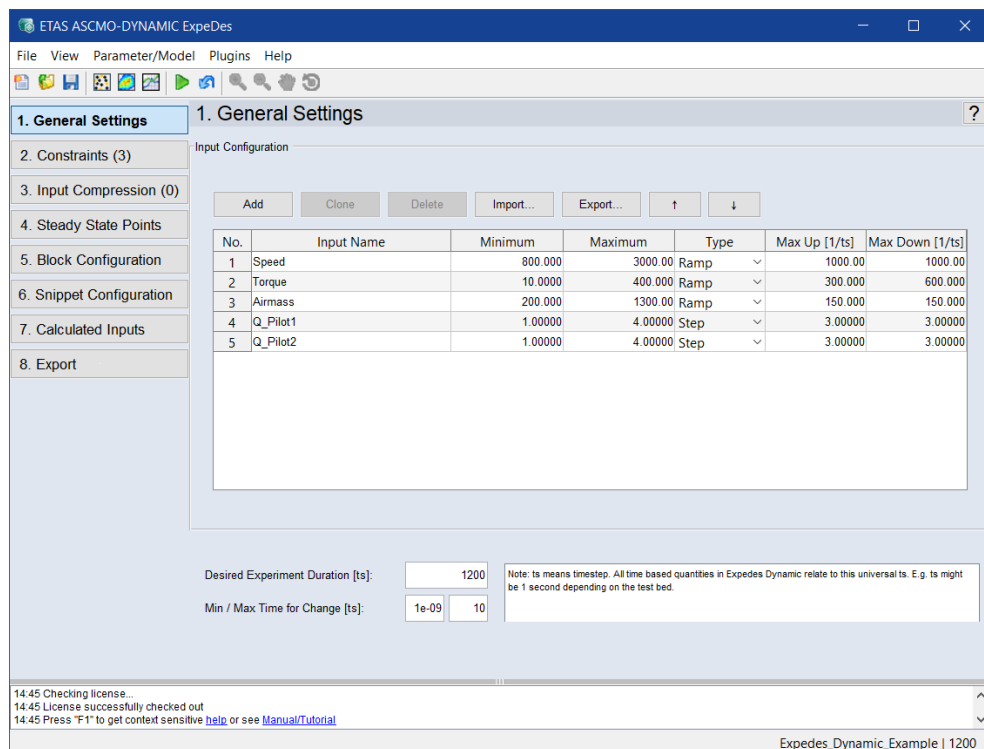 ETAS ASCMO-DYNAMIC ExpeDes
File View Parameter/Model Plugins Help
1. General Settings
2. Constraints (3)
3. Input Compression (0)
4. Steady State Points
5. Block Configuration
6. Snippet Configuration
7. Calculated Inputs
8. Export
1. General Settings ?
Input Configuration
Add Clone Delete Import... Export... ↑ ↓
No. Input Name Minimum Maximum Type Max Up [1/ts] Max Down [1/ts]
1 Speed 800.000 3000.00 Ramp 1000.00 1000.00
2 Torque 10.0000 400.000 Ramp 300.000 600.000
3 Airmass 200.000 1300.00 Ramp 150.000 150.000
4 Q_Pilot1 1.00000 4.00000 Step 3.00000 3.00000
5 Q_Pilot2 1.00000 4.00000 Step 3.00000 3.00000
Desired Experiment Duration [ts]: 1200
Min / Max Time for Change [ts]: 1e-09 10
Note: ts means timestep. All time based quantities in Expedes Dynamic relate to this universal ts. E.g. ts might
be 1 second depending on the test bed.
14:45 Checking license...
14:45 License successfully checked out
14:45 Press "F1" to get context sensitive help or see Manual/Tutorial
Expedes_Dynamic_Example | 1200